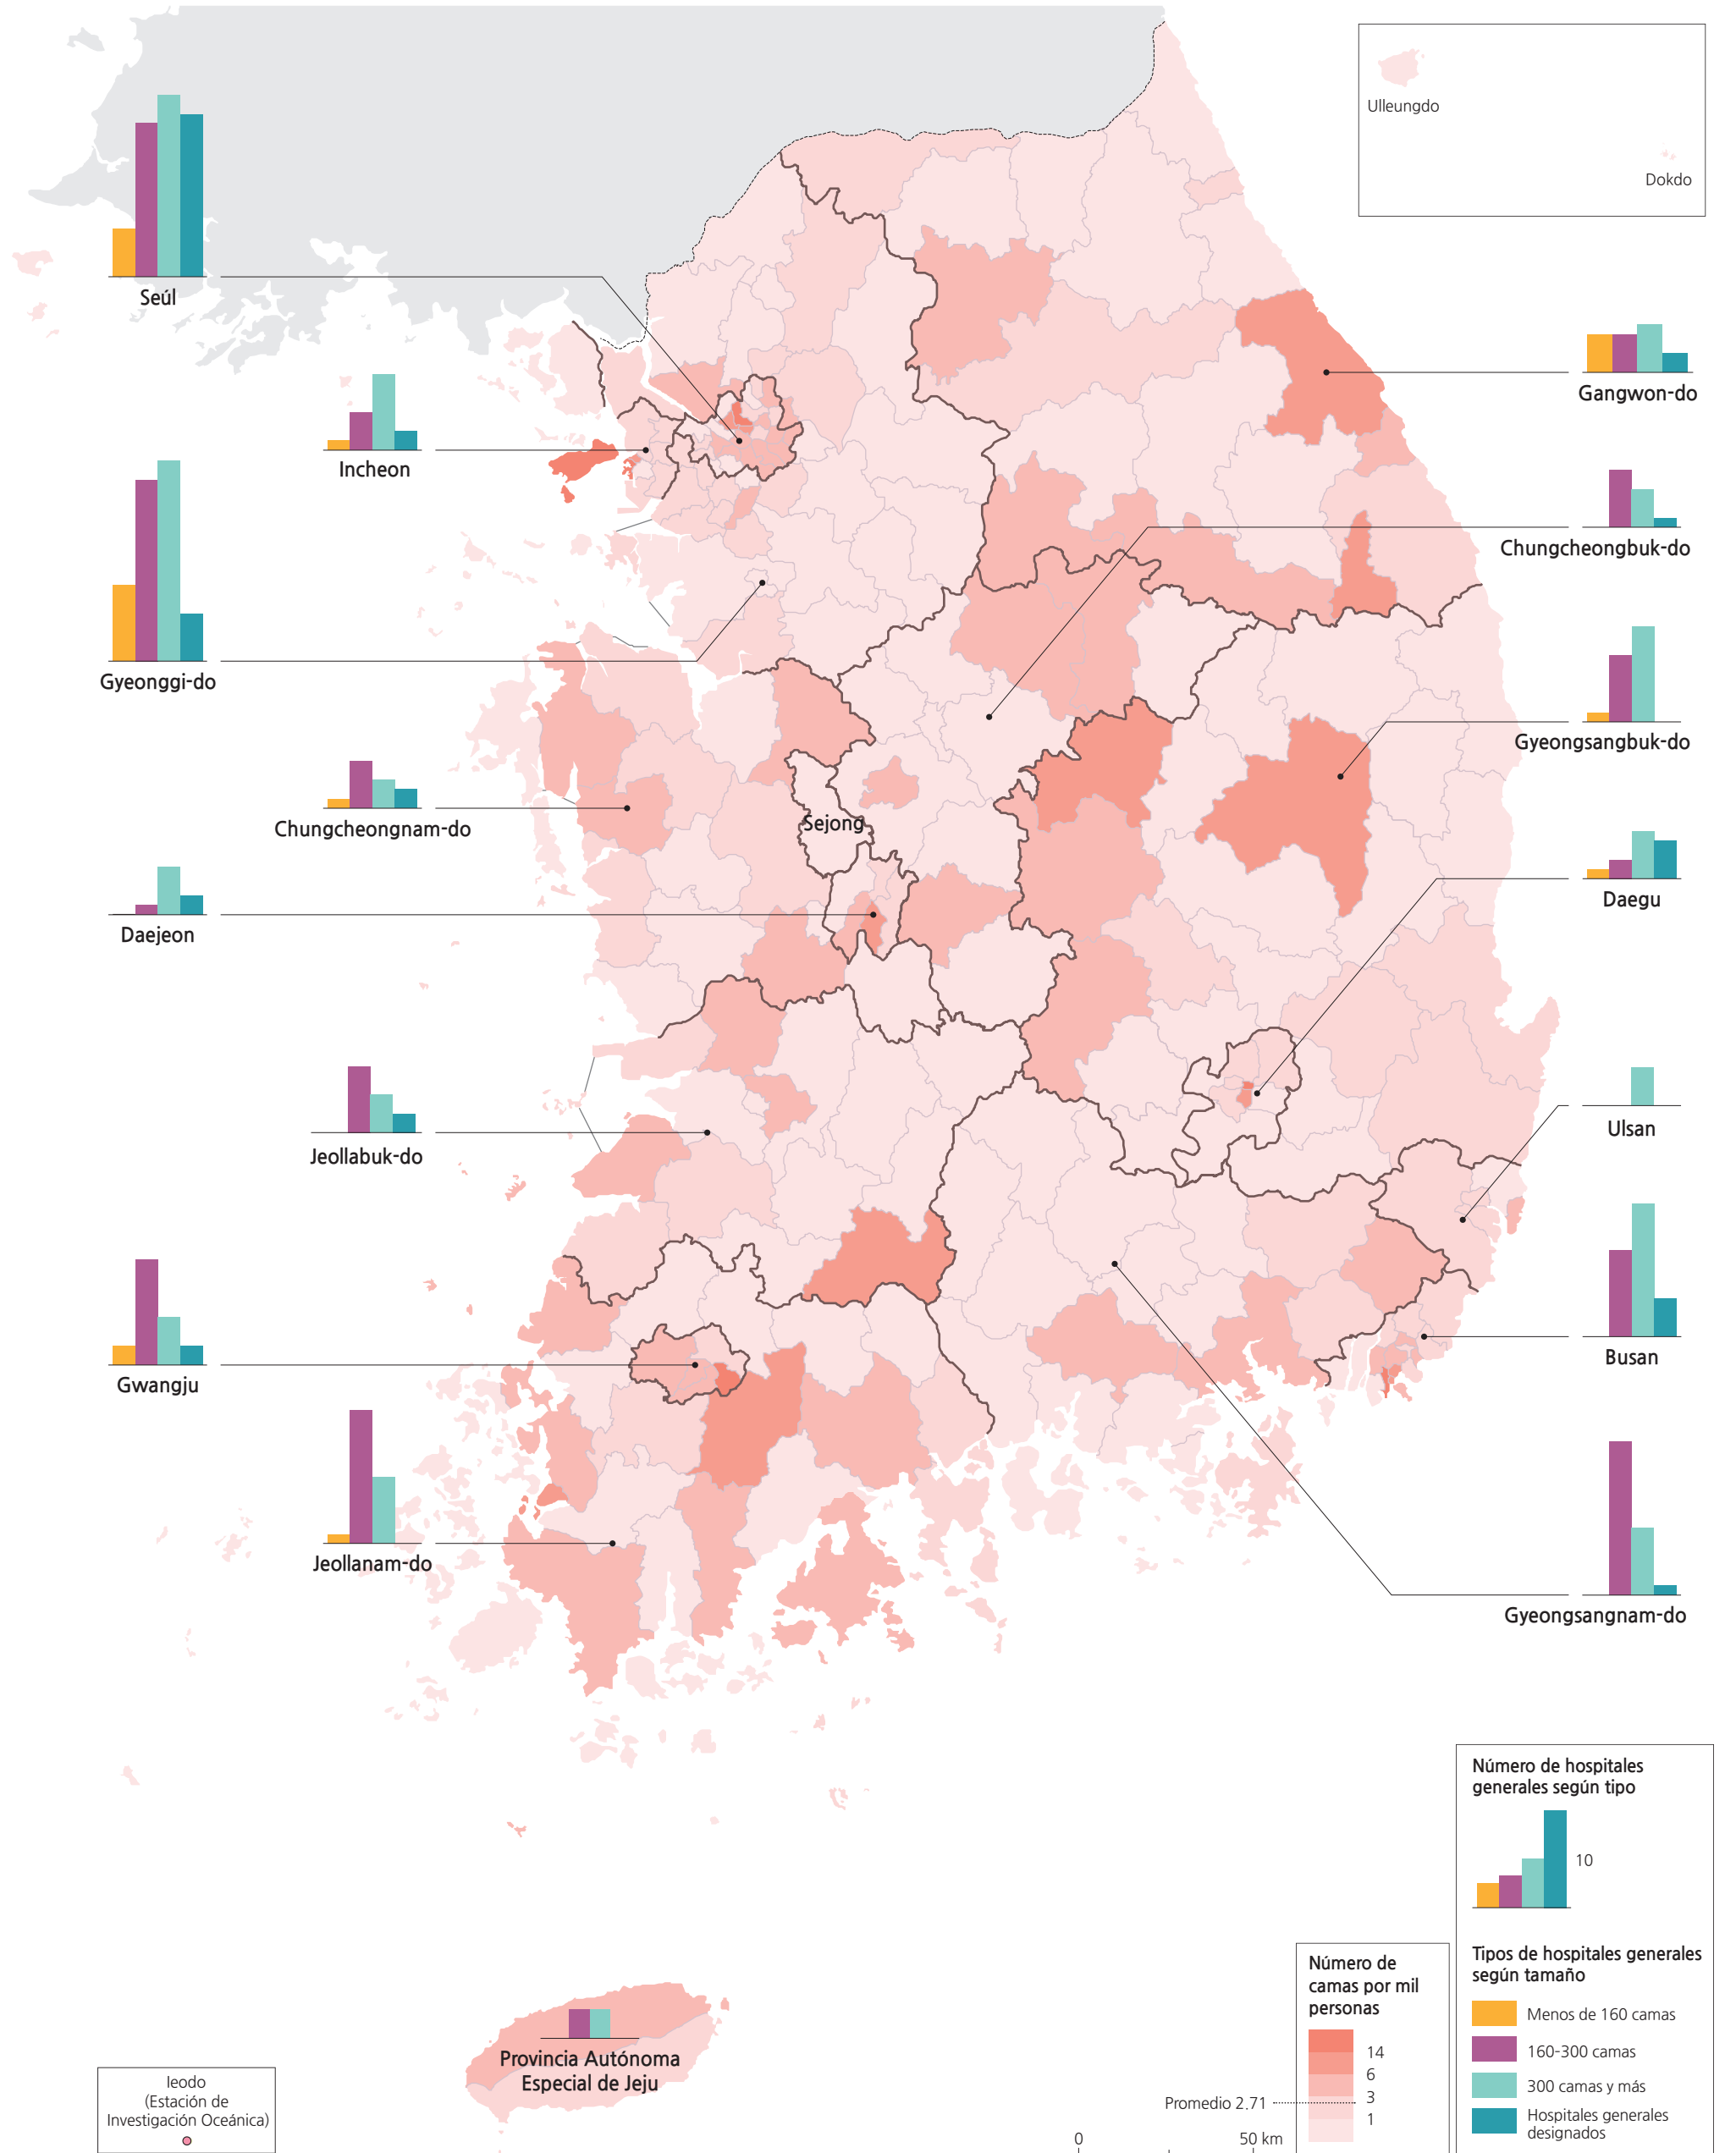 Ulleungdo
Dokdo
Seúl
Gangwon-do
Incheon
Chungcheongbuk-do
Gyeonggi-do
Gyeongsangbuk-do
Chungcheongnam-do
Sejong
Daegu
Daejeon
Ulsan
Jeollabuk-do
Busan
Gwangju
Jeollanam-do
Gyeongsangnam-do
Número de hospitales
generales según tipo
10
Tipos de hospitales generales
según tamaño
Menos de 160 camas
160-300 camas
300 camas y más
Hospitales generales
designados
Número de
camas por mil
personas
14
6
3
1
Promedio 2.71
0
50 km
Provincia Autónoma
Especial de Jeju
Ieodo
(Estación de
Investigación Oceánica)